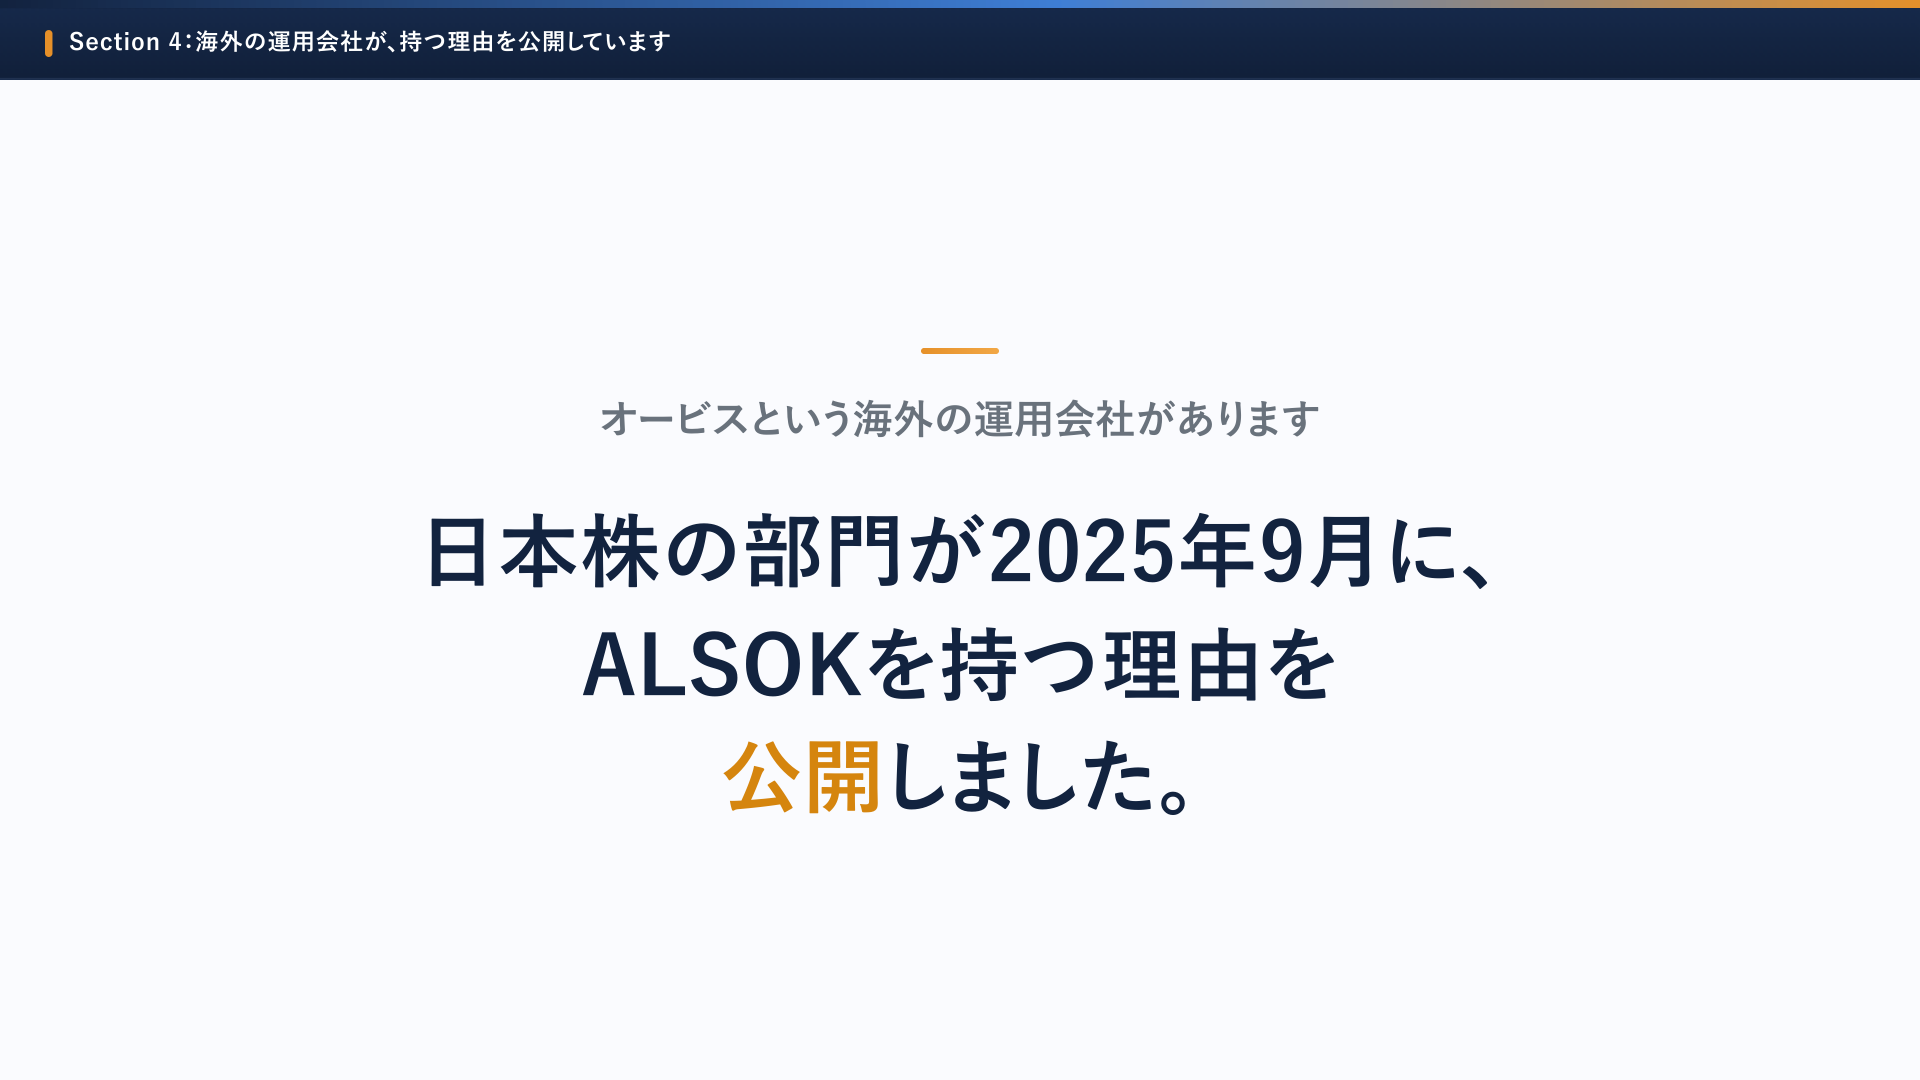 Section 4：海外の運用会社が、持つ理由を公開しています
オービスという海外の運用会社があります
日本株の部門が2025年9月に、
ALSOKを持つ理由を
公開しました。